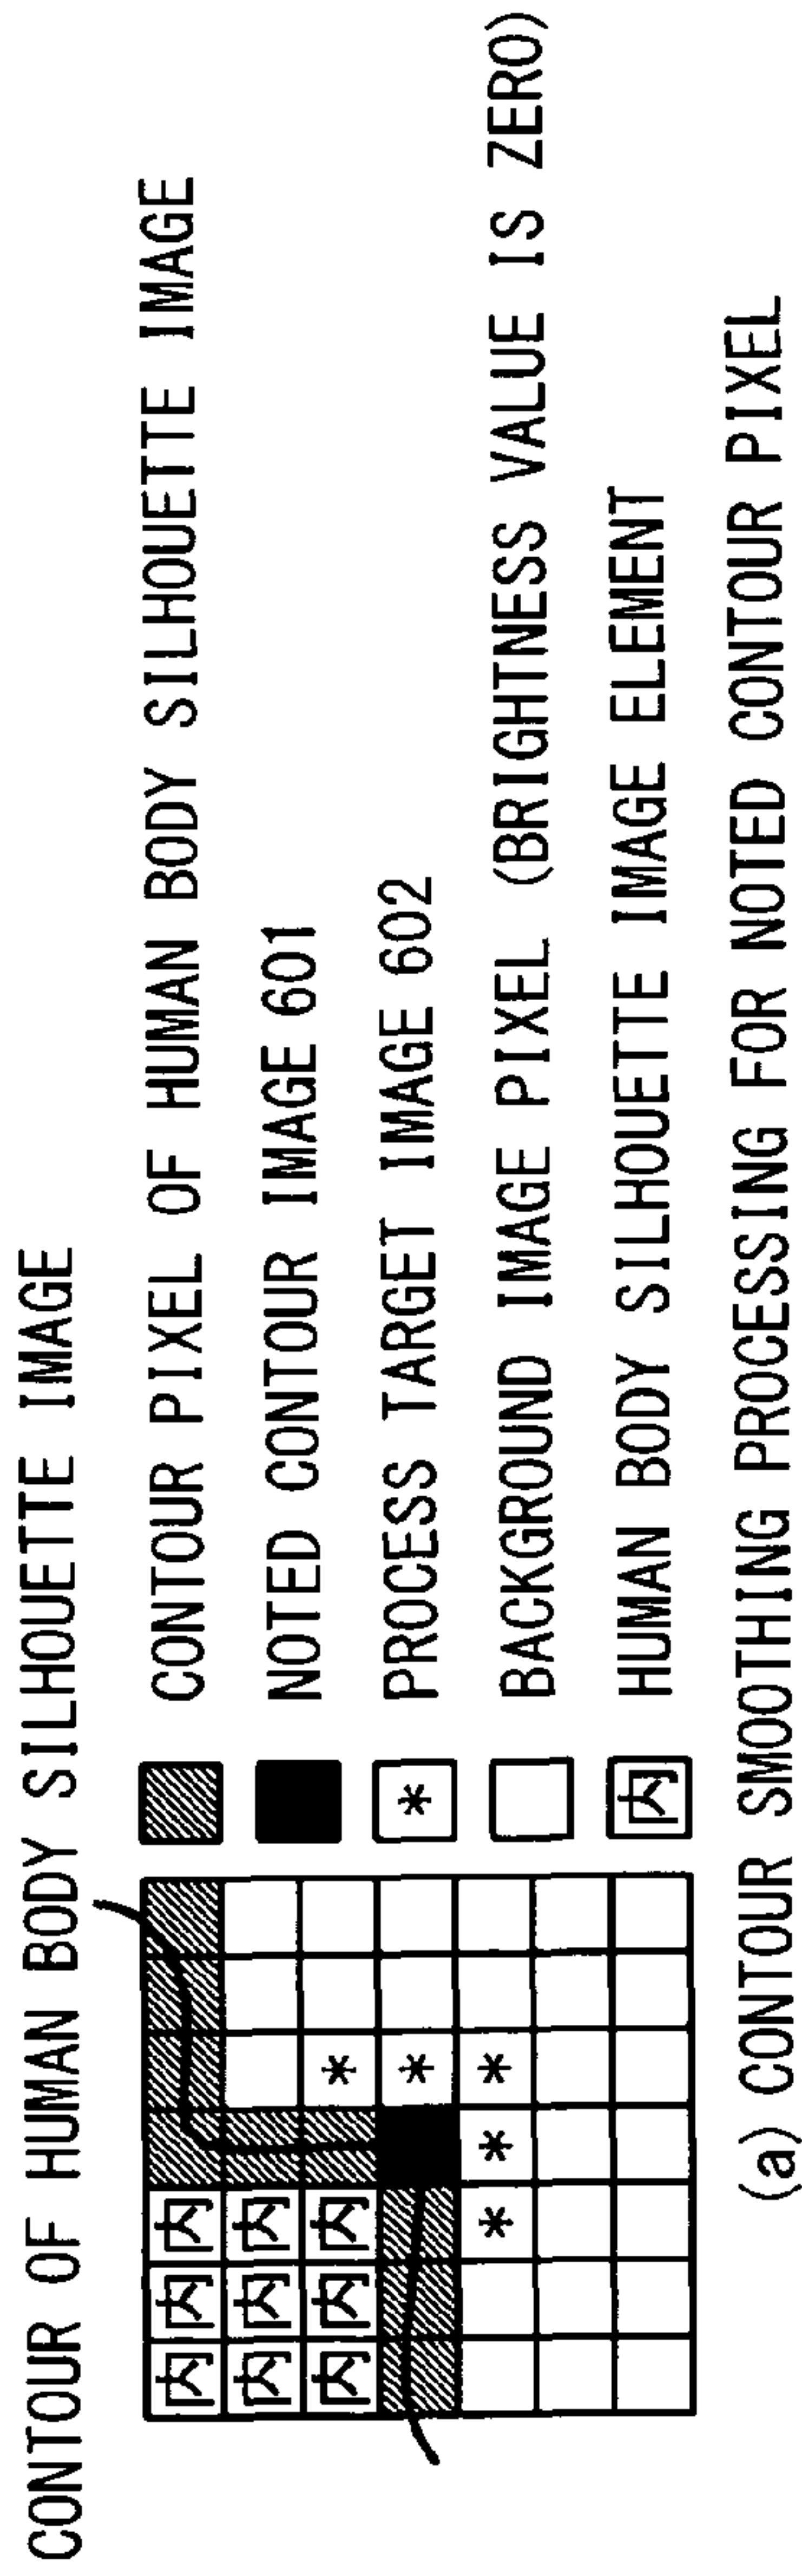 CONTOUR OF HUMAN BODY SILHOUETTE IMAGE
内 内 内
内 内 内
内 内 内 *
*
* * *
CONTOUR PIXEL OF HUMAN BODY SILHOUETTE IMAGE
NOTED CONTOUR IMAGE 601
* PROCESS TARGET IMAGE 602
BACKGROUND IMAGE PIXEL (BRIGHTNESS VALUE IS ZERO)
内 HUMAN BODY SILHOUETTE IMAGE ELEMENT
(a) CONTOUR SMOOTHING PROCESSING FOR NOTED CONTOUR PIXEL